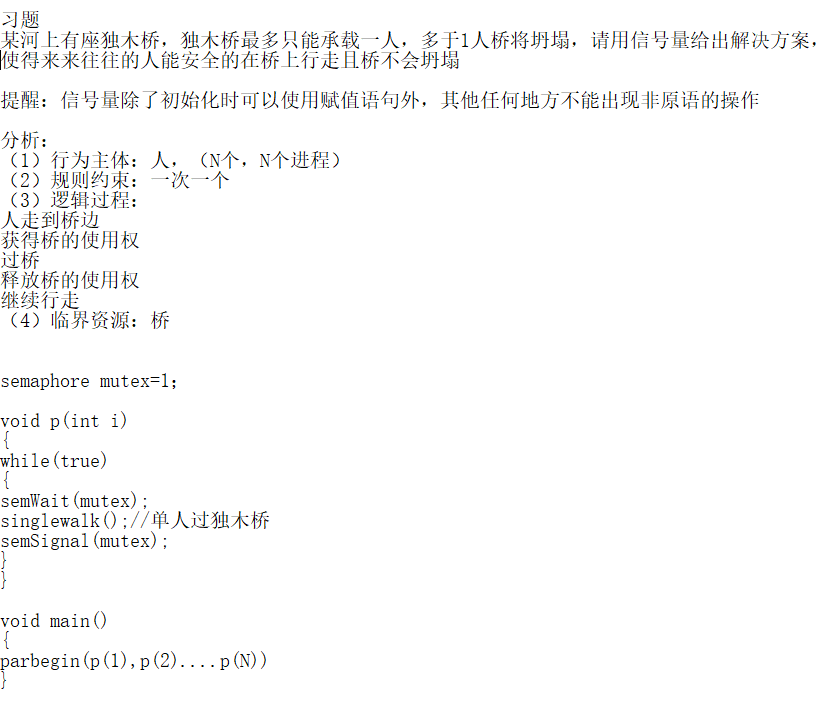 习题
某河上有座独木桥，独木桥最多只能承载一人，多于1人桥将坍塌，请用信号量给出解决方案，
使得来来往往的人能安全的在桥上行走且桥不会坍塌
提醒：信号量除了初始化时可以使用赋值语句外，其他任何地方不能出现非原语的操作
分析：
（1）行为主体：人，（N个，N个进程）
（2）规则约束：一次一个
（3）逻辑过程：
人走到桥边
获得桥的使用权
过桥
释放桥的使用权
继续行走
（4）临界资源：桥
semaphore mutex=1；
void p(int i)
{
while(true)
{
semWait(mutex);
singlewalk();//单人过独木桥
semSignal(mutex);
}
}
void main()
{
parbegin(p(1),p(2)....p(N))
}